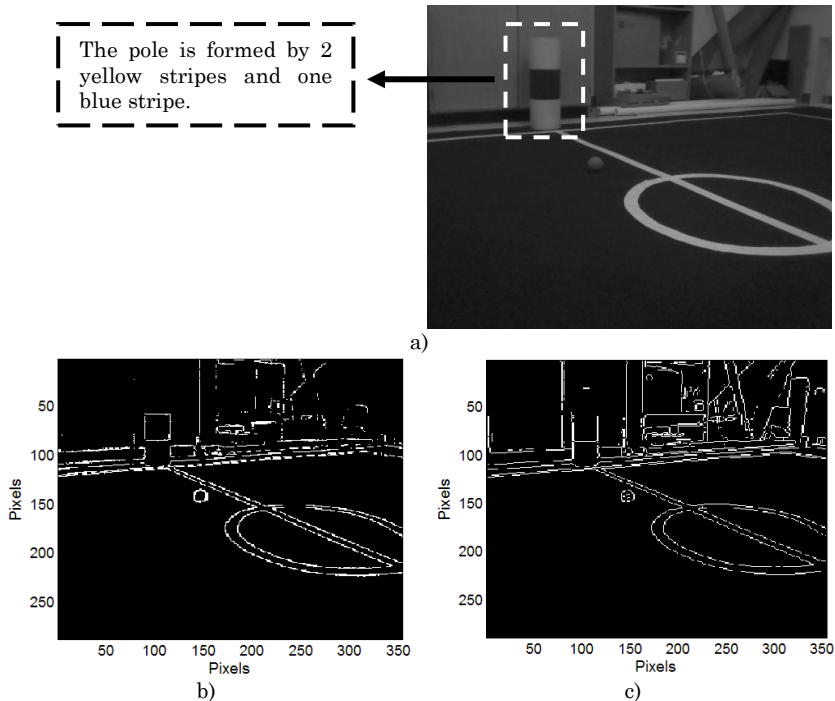 The pole is formed by 2
yellow stripes and one
blue stripe.
a)
50
100
150
200
250
Pixels
50 100 150 200 250 300 350
Pixels
b)
50
100
150
200
250
Pixels
50 100 150 200 250 300 350
Pixels
c)